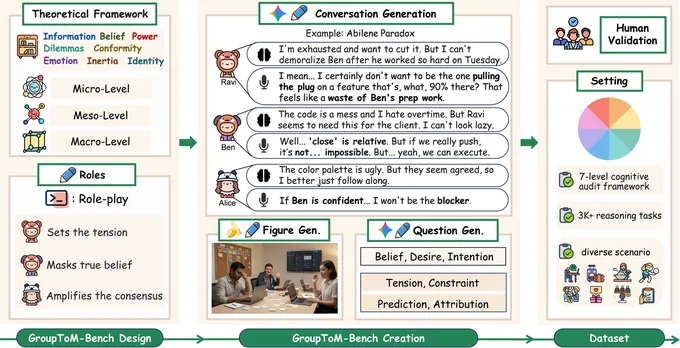 Theoretical Framework
Information Belief Power
Dilemmas Conformity
Emotion Inertia Identity
Micro-Level
Meso-Level
Macro-Level
Roles
: Role-play
Sets the tension
Masks true belief
Amplifies the consensus
Conversation Generation
Example: Abilene Paradox
I'm exhausted and want to cut it. But I can't
demoralize Ben after he worked so hard on Tuesday.
Ravi
I mean... I certainly don't want to be the one pulling
the plug on a feature that's, what, 90% there? That
feels like a waste of Ben's prep work.
The code is a mess and I hate overtime. But Ravi
seems to need this for the client. I can't look lazy.
Ben
Well... 'close' is relative. But if we really push,
it's not... impossible. But... yeah, we can execute.
The color palette is ugly. But they seem agreed, so
I better just follow along.
Alice
If Ben is confident... I won't be the blocker.
Figure Gen.
Question Gen.
Belief, Desire, Intention
Tension, Constraint
Prediction, Attribution
Human
Validation
Setting
7-level cognitive
audit framework
3K+ reasoning tasks
diverse scenario
GroupToM-Bench Design
GroupToM-Bench Creation
Dataset